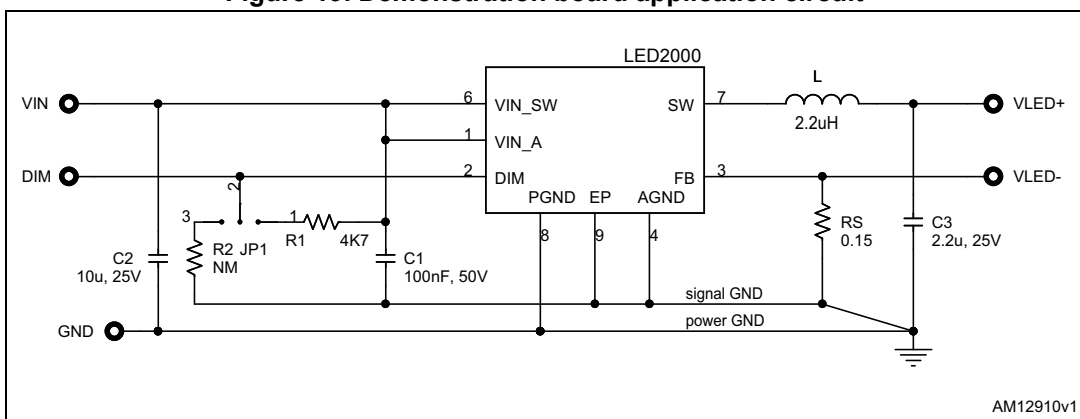 Figure 18. Demonstration board application circuit
LED2000
L
VIN
6
VIN_SW
SW
7
2.2uH
VLED+
1
VIN_A
DIM
2
DIM
FB
3
VLED-
PGND
EP
AGND
2
3
1
R1
4K7
8
9
4
RS
0.15
C3
2.2u, 25V
R2
JP1
NM
C2
10u, 25V
C1
100nF, 50V
signal GND
power GND
GND
AM12910v1